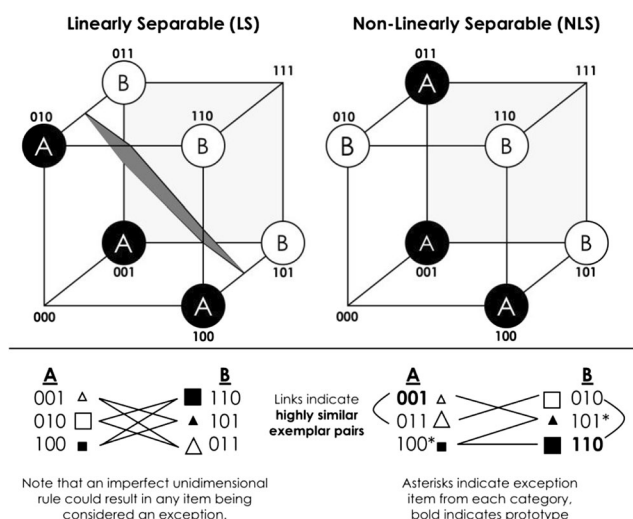 Linearly Separable (LS)
Non-Linearly Separable (NLS)
011
B
111
010
A
110
B
A
001
B
101
000
A
100
011
A
111
010
B
110
B
A
001
B
101
000
A
100
A
B
001
110
010
101
100
011
Note that an imperfect unidimensional
rule could result in any item being
considered an exception.
Links indicate
highly similar
exemplar pairs
A
B
001
010
011
101*
100*
110
Asterisks indicate exception
item from each category,
bold indicates prototype